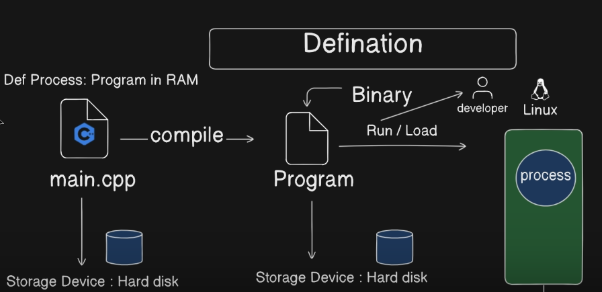 Defination
Def Process: Program in RAM
Binary
developer
Linux
compile
Run / Load
main.cpp
Program
process
Storage Device : Hard disk
Storage Device : Hard disk